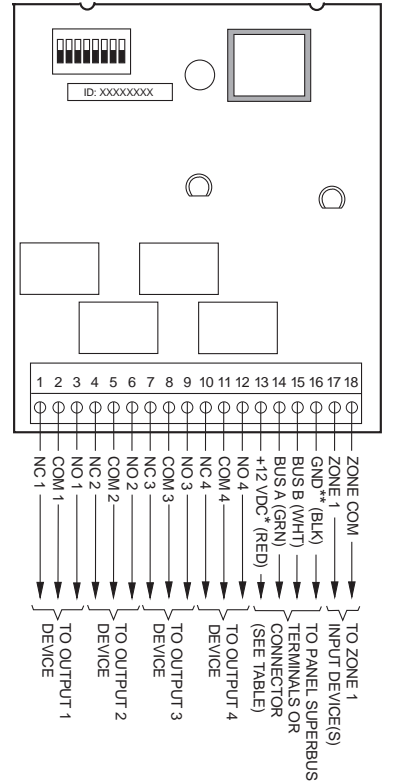 ID: XXXXXXXX
1 2 3 4 5 6 7 8 9 10 11 12 13 14 15 16 17 18
NC 1
COM 1
NO 1
NC 2
COM 2
NO 2
NC 3
COM 3
NO 3
NC 4
COM 4
NO 4
+12 VDC* (RED)
BUS A (GRN)
BUS B (WHT)
GND** (BLK)
ZONE 1
ZONE COM
TO OUTPUT 1
DEVICE
TO OUTPUT 2
DEVICE
TO OUTPUT 3
DEVICE
TO OUTPUT 4
DEVICE
TO PANEL SUPERBUS
TERMINALS OR
CONNECTOR
(SEE TABLE)
TO ZONE 1
INPUT DEVICE(S)